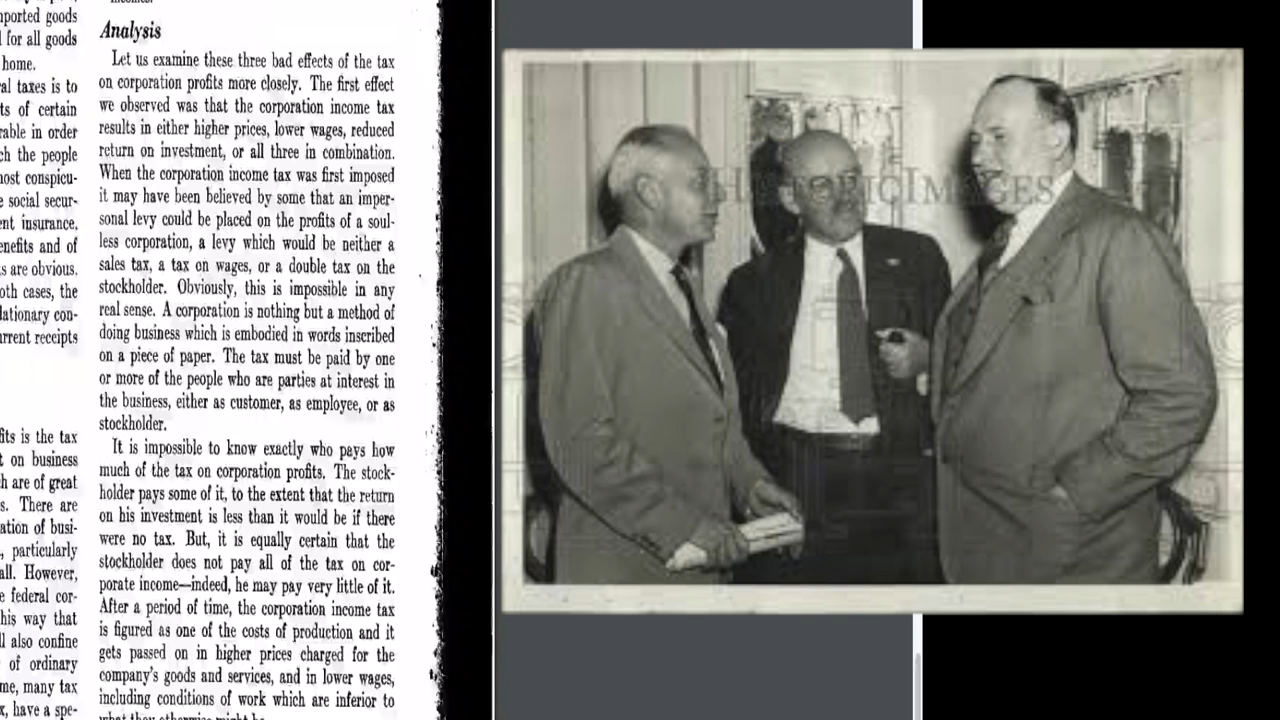 mported goods
l for all goods
home.
ral taxes is to
ts of certain
rable in order
ch the people
nost conspicu-
e social secur-
ent insurance,
enefits and of
ts are obvious.
oth cases, the
lationary con-
urrent receipts
fits is the tax
t on business
ch are of great
s. There are
ation of busi-
, particularly
all. However,
e federal cor-
his way that
ll also confine
of ordinary
me, many tax
x, have a spe-
Analysis
Let us examine these three bad effects of the tax
on corporation profits more closely. The first effect
we observed was that the corporation income tax
results in either higher prices, lower wages, reduced
return on investment, or all three in combination.
When the corporation income tax was first imposed
it may have been believed by some that an imper-
sonal levy could be placed on the profits of a soul-
less corporation, a levy which would be neither a
sales tax, a tax on wages, or a double tax on the
stockholder. Obviously, this is impossible in any
real sense. A corporation is nothing but a method of
doing business which is embodied in words inscribed
on a piece of paper. The tax must be paid by one
or more of the people who are parties at interest in
the business, either as customer, as employee, or as
stockholder.
It is impossible to know exactly who pays how
much of the tax on corporation profits. The stock-
holder pays some of it, to the extent that the return
on his investment is less than it would be if there
were no tax. But, it is equally certain that the
stockholder does not pay all of the tax on cor-
porate income—indeed, he may pay very little of it.
After a period of time, the corporation income tax
is figured as one of the costs of production and it
gets passed on in higher prices charged for the
company's goods and services, and in lower wages,
including conditions of work which are inferior to
what they otherwise might be.
HISTORICIMAGES